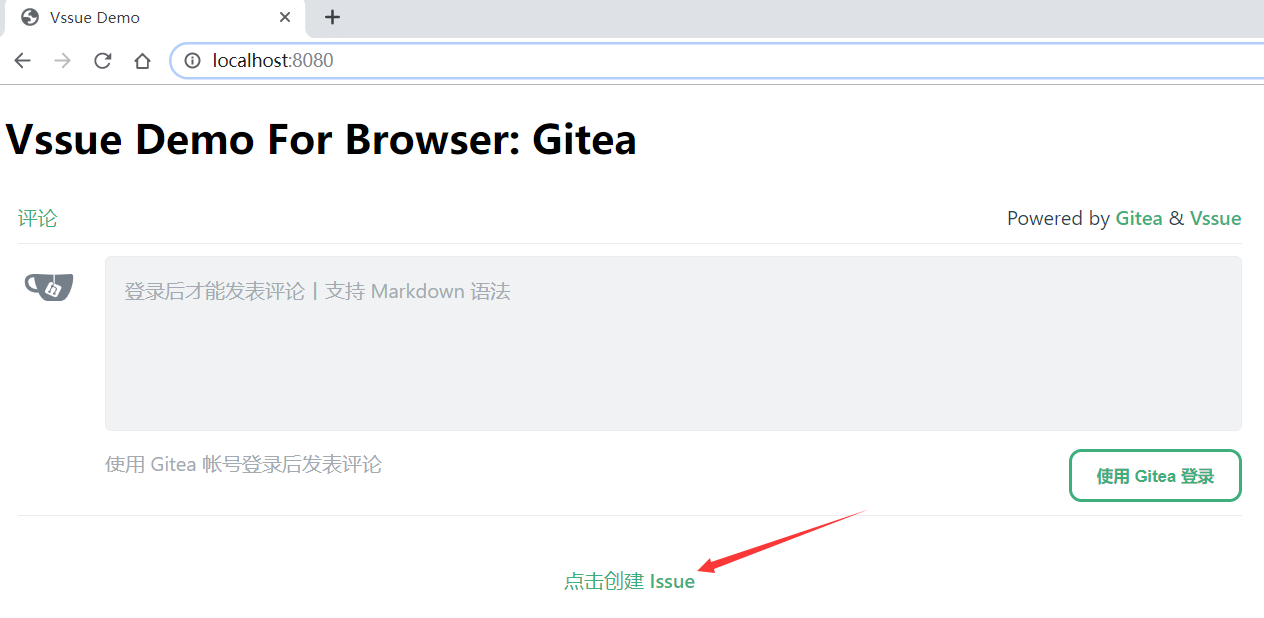 Vssue Demo
localhost:8080
Vssue Demo For Browser: Gitea
评论
Powered by Gitea & Vssue
登录后才能发表评论丨支持 Markdown 语法
使用 Gitea 帐号登录后发表评论
使用 Gitea 登录
点击创建 Issue